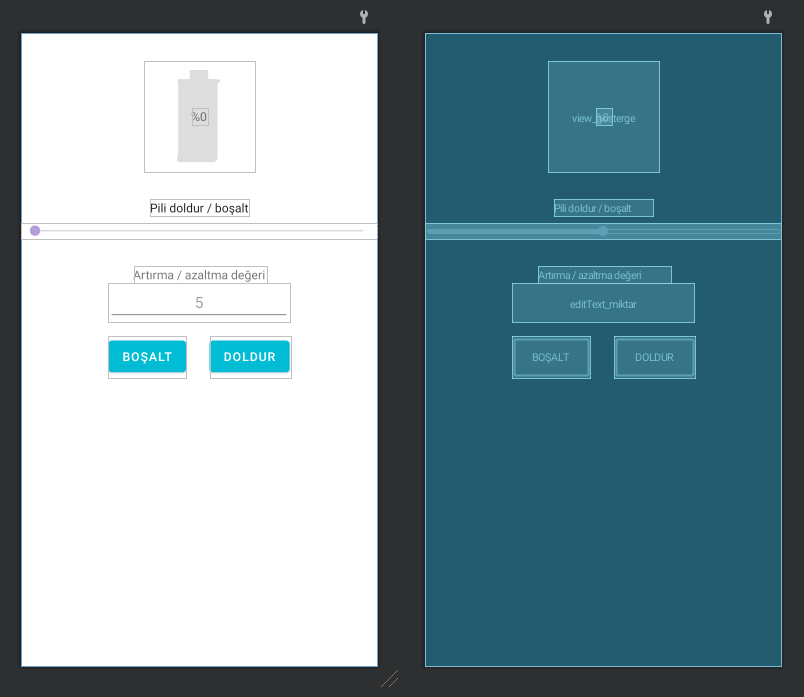 %0
Pili doldur / boşalt
Artırma / azaltma değeri
5
BOŞALT
DOLDUR
view_gösterge
%0
Pili doldur / boşalt
Artırma / azaltma değeri
editText_miktar
BOŞALT
DOLDUR